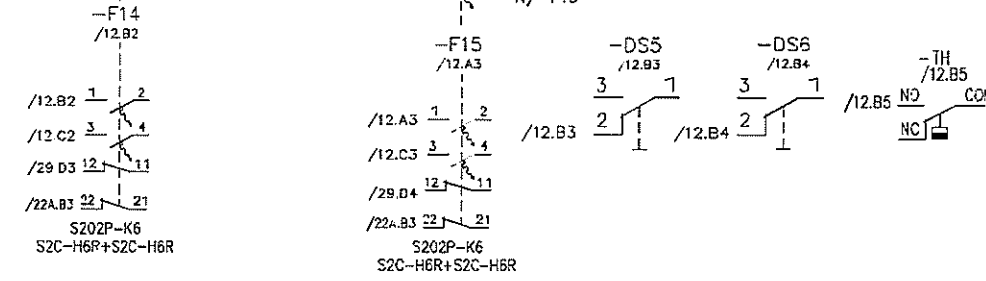 -F14
/12.B2
/12.B2 1 2
/12.C2 3 4
/29.D3 12 11
/22A.B3 22 21
S202P-K6
S2C-H6R+S2C-H6R
-F15
/12.A3
/12.A3 1 2
/12.C3 3 4
/29.D4 12 11
/22A.B3 22 21
S202P-K6
S2C-H6R+S2C-H6R
-DS5
/12.B3
3 1
/12.B3 2
-DS6
/12.B4
3 1
/12.B4 2
-TH
/12.B5
/12.B5 NO
NC